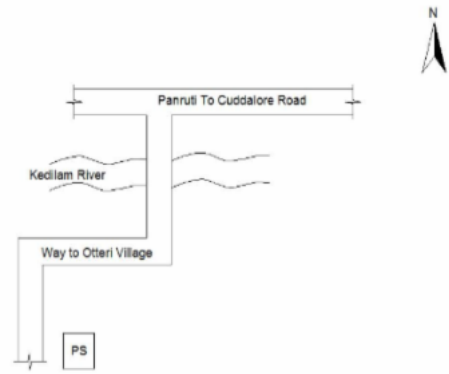 N
Panruti To Cuddalore Road
Kedilam River
Way to Otteri Village
PS